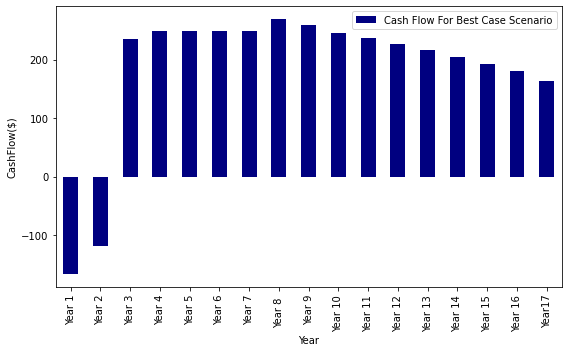 Cash Flow For Best Case Scenario
CashFlow($)
200
100
0
−100
Year 1
Year 2
Year 3
Year 4
Year 5
Year 6
Year 7
Year 8
Year 9
Year 10
Year 11
Year 12
Year 13
Year 14
Year 15
Year 16
Year17
Year